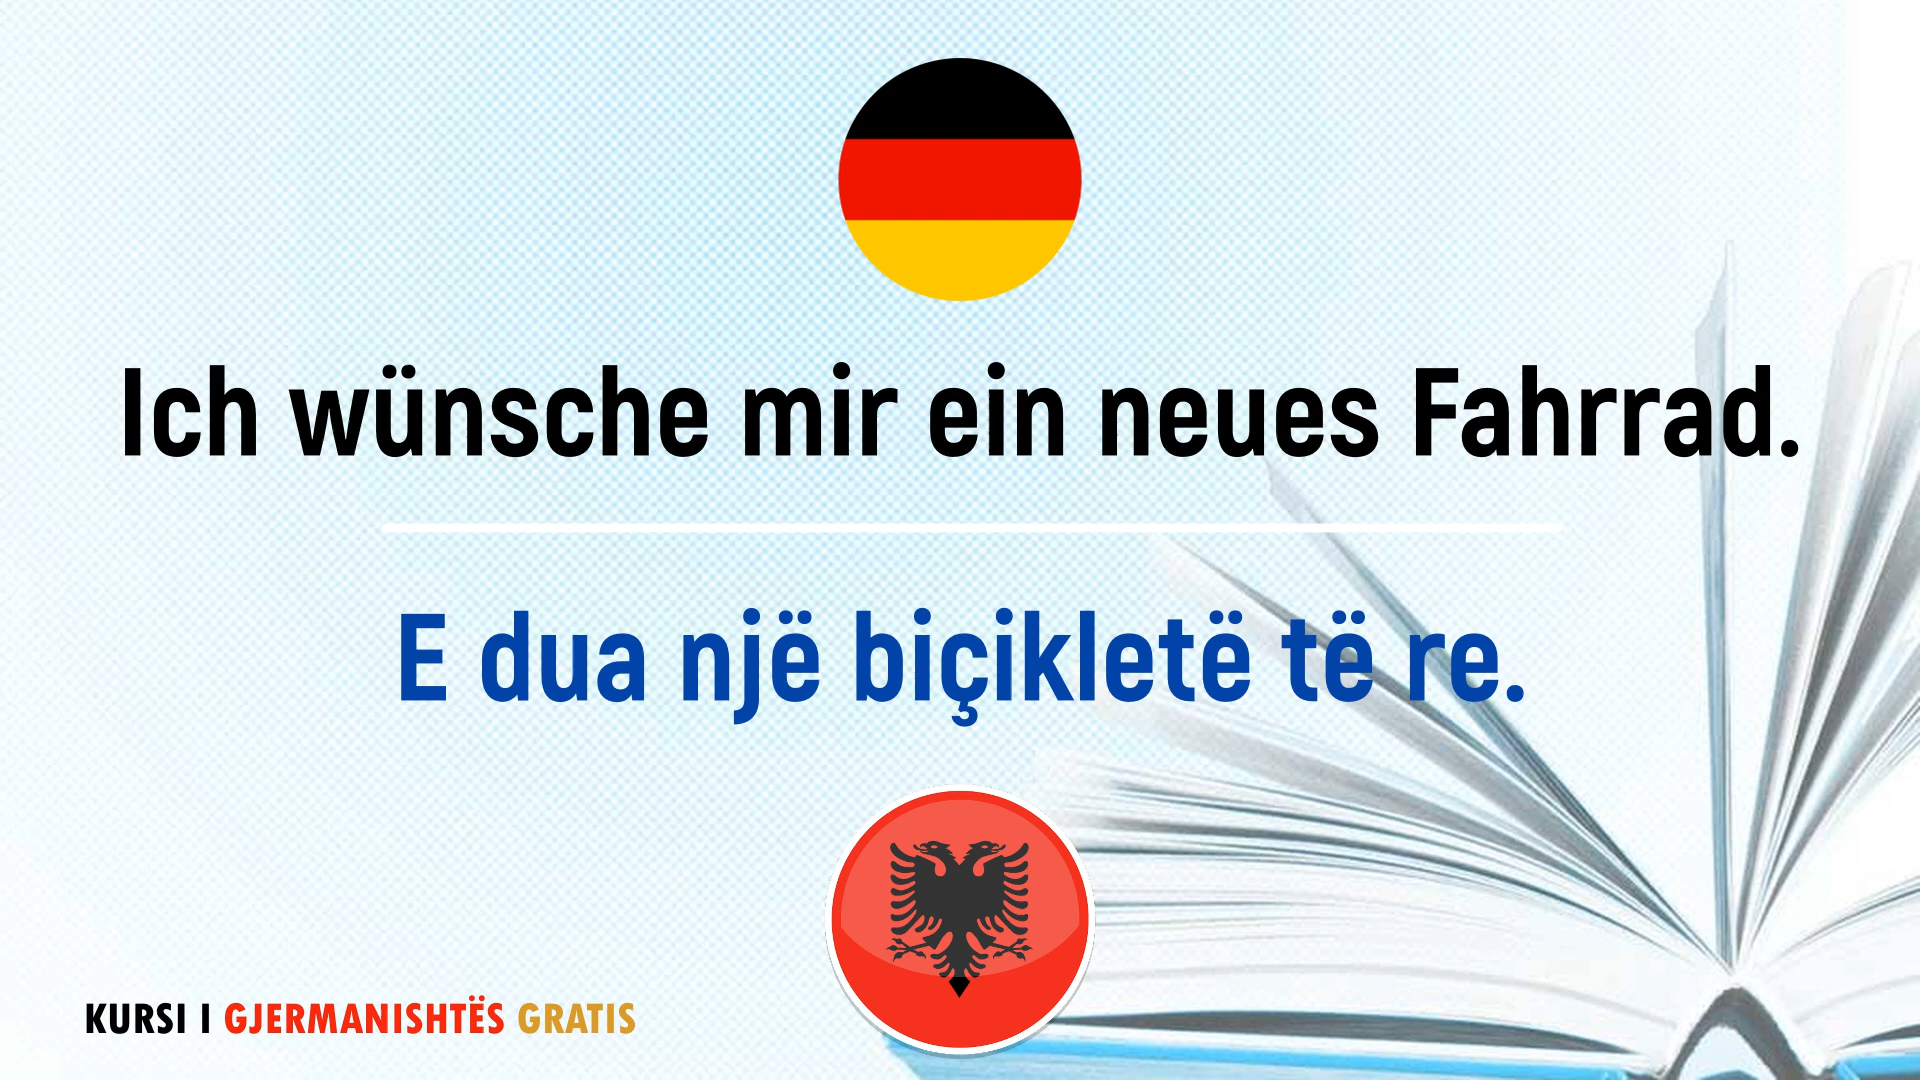 Ich wünsche mir ein neues Fahrrad.
E dua një biçikletë të re.
KURSI I GJERMANISHTËS GRATIS